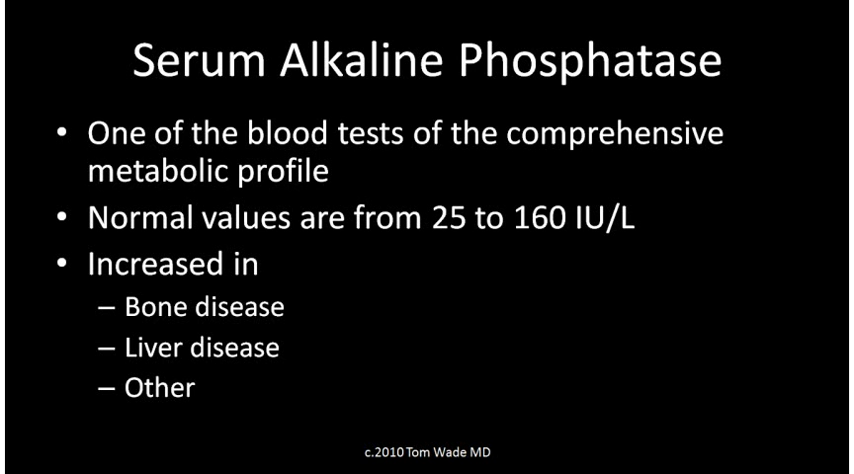 Serum Alkaline Phosphatase
• One of the blood tests of the comprehensive
metabolic profile
• Normal values are from 25 to 160 IU/L
• Increased in
– Bone disease
– Liver disease
– Other
c.2010 Tom Wade MD